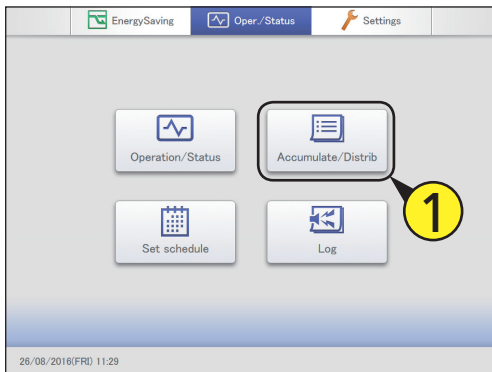 EnergySaving Oper./Status Settings
Operation/Status Accumulate/Distrib
1
Set schedule Log
26/08/2016(FRI) 11:29